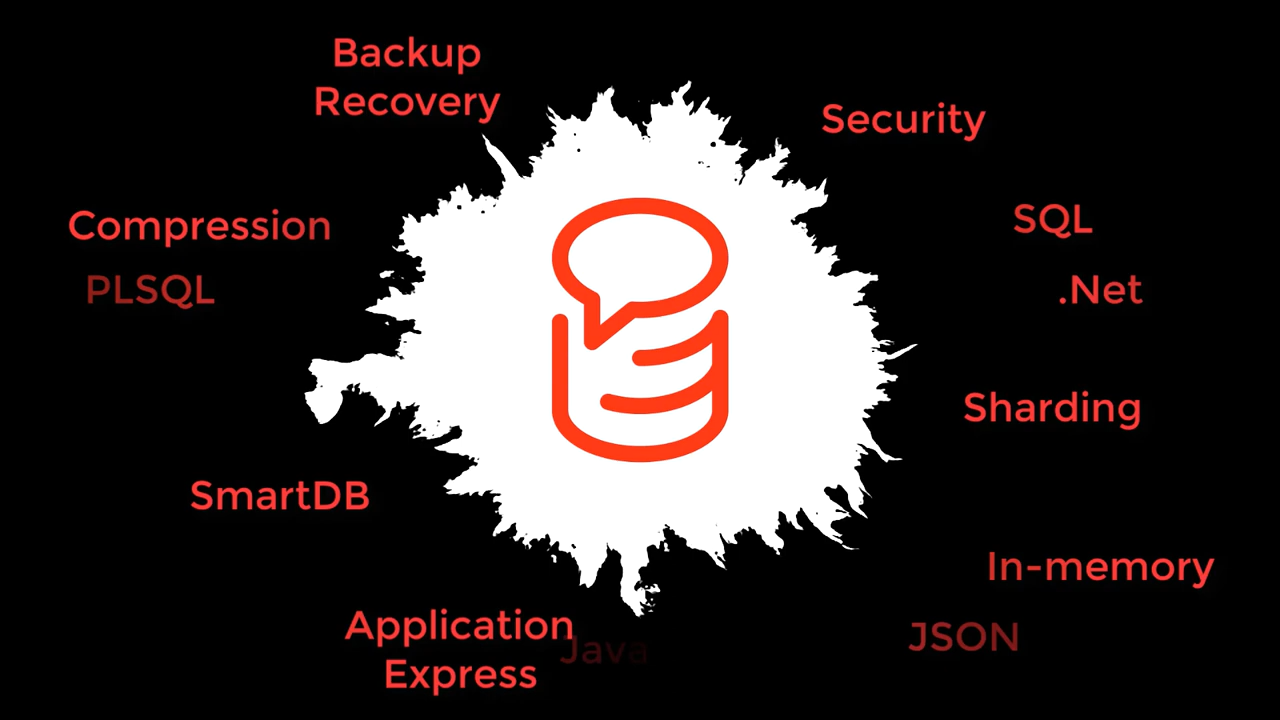 Backup
Recovery
Security
Compression
SQL
PLSQL
.Net
Sharding
SmartDB
In-memory
Application
Express
Java
JSON